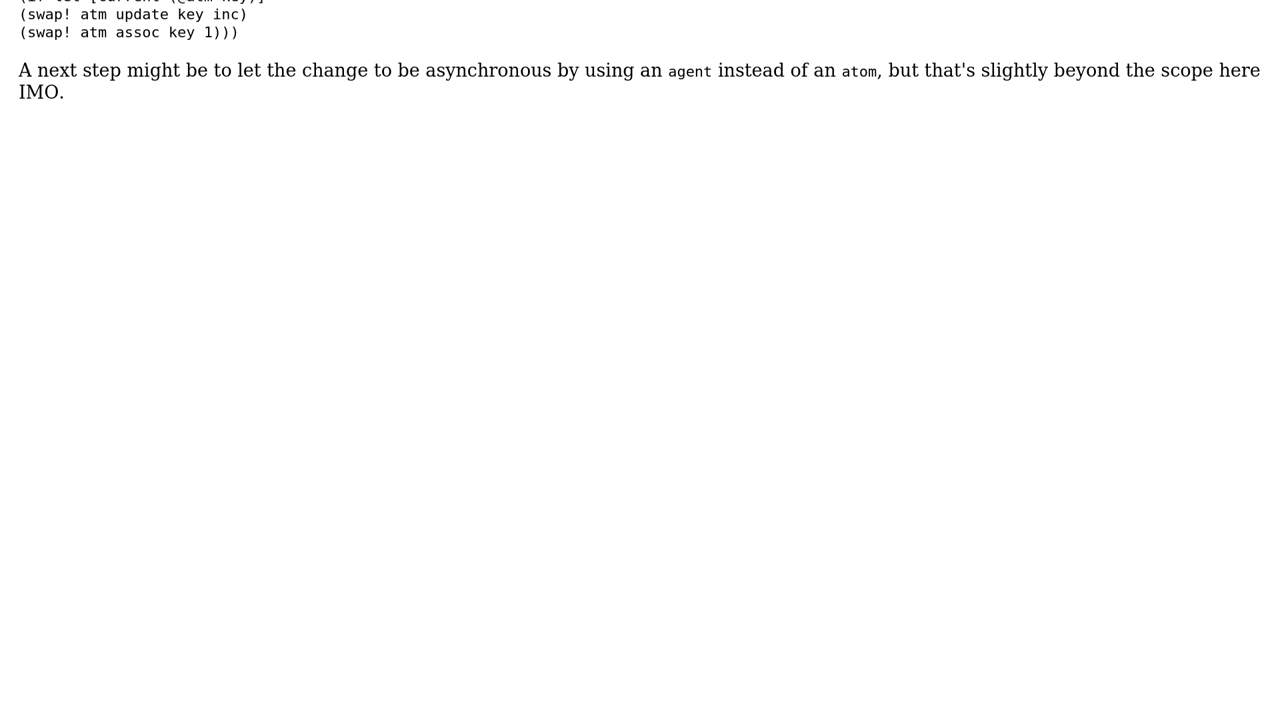 (swap! atm update key inc)
(swap! atm assoc key 1)))
A next step might be to let the change to be asynchronous by using an agent instead of an atom, but that's slightly beyond the scope here
IMO.